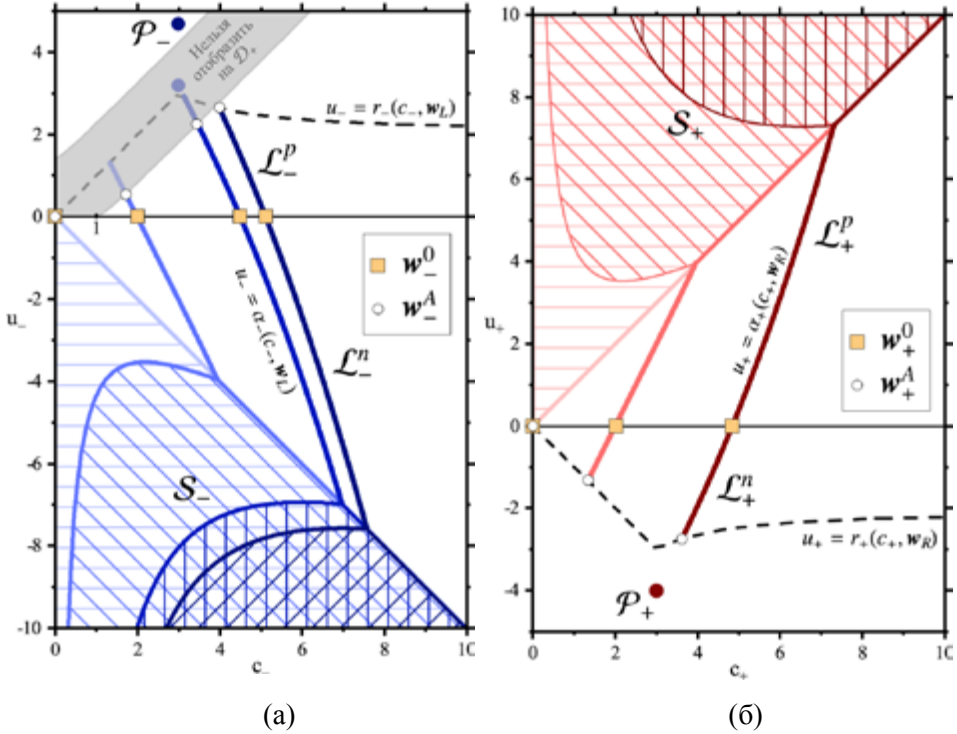 𝒫₋
Нельзя
отобразить
на 𝒟₊
u₋ = r₋(c₋, w_L)
ℒ₋ᵖ
w₋⁰
w₋ᴬ
u₋ = α₋(c₋, w_L)
ℒ₋ⁿ
𝒮₋
4
2
0
-2
-4
-6
-8
-10
u₋
1
0 2 4 6 8 10
c₋
(а)
10
8
6
4
2
0
-2
-4
u₊
𝒮₊
ℒ₊ᵖ
u₊ = α₊(c₊, w_R)
w₊⁰
w₊ᴬ
ℒ₊ⁿ
u₊ = r₊(c₊, w_R)
𝒫₊
0 2 4 6 8 10
c₊
(б)